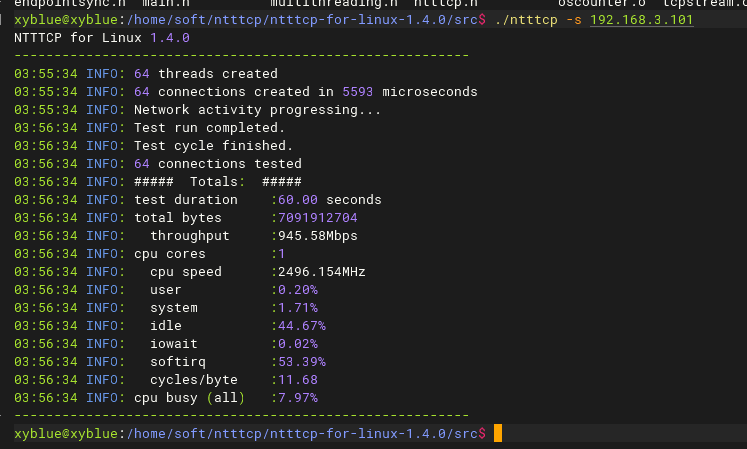 endpointsync.h  main.h          multithreading.h  ntttcp.h          oscounter.o  tcpstream.o
xyblue@xyblue:/home/soft/ntttcp/ntttcp-for-linux-1.4.0/src$ ./ntttcp -s 192.168.3.101
NTTTCP for Linux 1.4.0
---------------------------------------------------------
03:55:34 INFO: 64 threads created
03:55:34 INFO: 64 connections created in 5593 microseconds
03:55:34 INFO: Network activity progressing...
03:56:34 INFO: Test run completed.
03:56:34 INFO: Test cycle finished.
03:56:34 INFO: 64 connections tested
03:56:34 INFO: #####  Totals:  #####
03:56:34 INFO: test duration    :60.00 seconds
03:56:34 INFO: total bytes      :7091912704
03:56:34 INFO:   throughput     :945.58Mbps
03:56:34 INFO: cpu cores        :1
03:56:34 INFO:   cpu speed      :2496.154MHz
03:56:34 INFO:   user           :0.20%
03:56:34 INFO:   system         :1.71%
03:56:34 INFO:   idle           :44.67%
03:56:34 INFO:   iowait         :0.02%
03:56:34 INFO:   softirq        :53.39%
03:56:34 INFO:   cycles/byte    :11.68
03:56:34 INFO: cpu busy (all)   :7.97%
---------------------------------------------------------
xyblue@xyblue:/home/soft/ntttcp/ntttcp-for-linux-1.4.0/src$